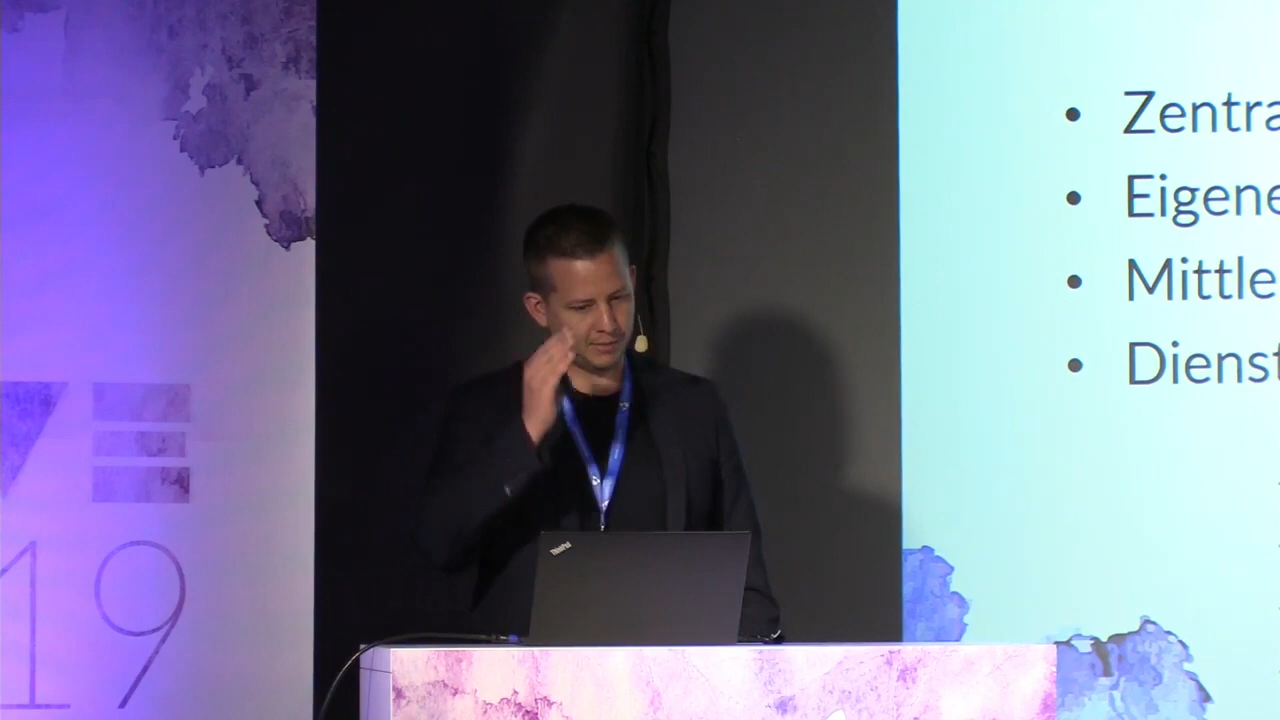 19
• Zentra
• Eigene
• Mittle
• Dienst
ThinkPad